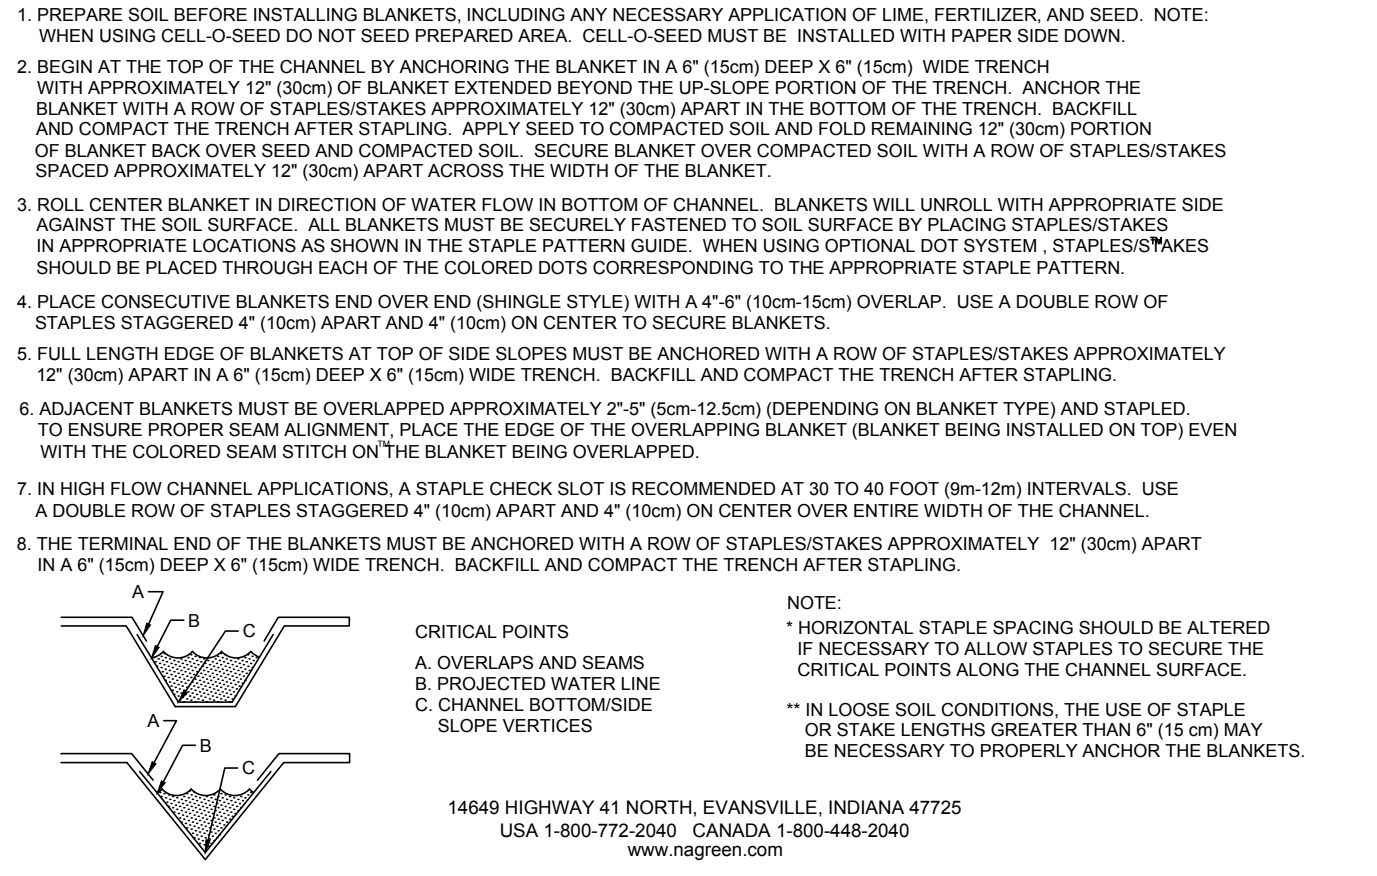 1. PREPARE SOIL BEFORE INSTALLING BLANKETS, INCLUDING ANY NECESSARY APPLICATION OF LIME, FERTILIZER, AND SEED. NOTE:
WHEN USING CELL-O-SEED DO NOT SEED PREPARED AREA. CELL-O-SEED MUST BE INSTALLED WITH PAPER SIDE DOWN.
2. BEGIN AT THE TOP OF THE CHANNEL BY ANCHORING THE BLANKET IN A 6" (15cm) DEEP X 6" (15cm) WIDE TRENCH
WITH APPROXIMATELY 12" (30cm) OF BLANKET EXTENDED BEYOND THE UP-SLOPE PORTION OF THE TRENCH. ANCHOR THE
BLANKET WITH A ROW OF STAPLES/STAKES APPROXIMATELY 12" (30cm) APART IN THE BOTTOM OF THE TRENCH. BACKFILL
AND COMPACT THE TRENCH AFTER STAPLING. APPLY SEED TO COMPACTED SOIL AND FOLD REMAINING 12" (30cm) PORTION
OF BLANKET BACK OVER SEED AND COMPACTED SOIL. SECURE BLANKET OVER COMPACTED SOIL WITH A ROW OF STAPLES/STAKES
SPACED APPROXIMATELY 12" (30cm) APART ACROSS THE WIDTH OF THE BLANKET.
3. ROLL CENTER BLANKET IN DIRECTION OF WATER FLOW IN BOTTOM OF CHANNEL. BLANKETS WILL UNROLL WITH APPROPRIATE SIDE
AGAINST THE SOIL SURFACE. ALL BLANKETS MUST BE SECURELY FASTENED TO SOIL SURFACE BY PLACING STAPLES/STAKES
IN APPROPRIATE LOCATIONS AS SHOWN IN THE STAPLE PATTERN GUIDE. WHEN USING OPTIONAL DOT SYSTEM , STAPLES/STAKES ™
SHOULD BE PLACED THROUGH EACH OF THE COLORED DOTS CORRESPONDING TO THE APPROPRIATE STAPLE PATTERN.
4. PLACE CONSECUTIVE BLANKETS END OVER END (SHINGLE STYLE) WITH A 4"-6" (10cm-15cm) OVERLAP. USE A DOUBLE ROW OF
STAPLES STAGGERED 4" (10cm) APART AND 4" (10cm) ON CENTER TO SECURE BLANKETS.
5. FULL LENGTH EDGE OF BLANKETS AT TOP OF SIDE SLOPES MUST BE ANCHORED WITH A ROW OF STAPLES/STAKES APPROXIMATELY
12" (30cm) APART IN A 6" (15cm) DEEP X 6" (15cm) WIDE TRENCH. BACKFILL AND COMPACT THE TRENCH AFTER STAPLING.
6. ADJACENT BLANKETS MUST BE OVERLAPPED APPROXIMATELY 2"-5" (5cm-12.5cm) (DEPENDING ON BLANKET TYPE) AND STAPLED.
TO ENSURE PROPER SEAM ALIGNMENT, PLACE THE EDGE OF THE OVERLAPPING BLANKET (BLANKET BEING INSTALLED ON TOP) EVEN
WITH THE COLORED SEAM STITCH ON™ THE BLANKET BEING OVERLAPPED.
7. IN HIGH FLOW CHANNEL APPLICATIONS, A STAPLE CHECK SLOT IS RECOMMENDED AT 30 TO 40 FOOT (9m-12m) INTERVALS. USE
A DOUBLE ROW OF STAPLES STAGGERED 4" (10cm) APART AND 4" (10cm) ON CENTER OVER ENTIRE WIDTH OF THE CHANNEL.
8. THE TERMINAL END OF THE BLANKETS MUST BE ANCHORED WITH A ROW OF STAPLES/STAKES APPROXIMATELY 12" (30cm) APART
IN A 6" (15cm) DEEP X 6" (15cm) WIDE TRENCH. BACKFILL AND COMPACT THE TRENCH AFTER STAPLING.
A
B
C
A
B
C
CRITICAL POINTS
A. OVERLAPS AND SEAMS
B. PROJECTED WATER LINE
C. CHANNEL BOTTOM/SIDE
SLOPE VERTICES
NOTE:
* HORIZONTAL STAPLE SPACING SHOULD BE ALTERED
IF NECESSARY TO ALLOW STAPLES TO SECURE THE
CRITICAL POINTS ALONG THE CHANNEL SURFACE.
** IN LOOSE SOIL CONDITIONS, THE USE OF STAPLE
OR STAKE LENGTHS GREATER THAN 6" (15 cm) MAY
BE NECESSARY TO PROPERLY ANCHOR THE BLANKETS.
14649 HIGHWAY 41 NORTH, EVANSVILLE, INDIANA 47725
USA 1-800-772-2040 CANADA 1-800-448-2040
www.nagreen.com